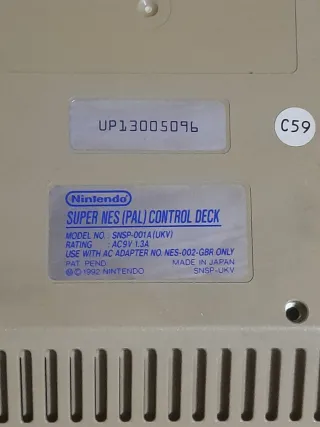 UP13005096
C59
Nintendo
SUPER NES (PAL) CONTROL DECK
MODEL NO. : SNSP-001A(UKV)
RATING : AC9V 1.3A
USE WITH AC ADAPTER NO. NES-002-GBR ONLY
PAT. PEND. MADE IN JAPAN
©1992 NINTENDO SNSP-UKV